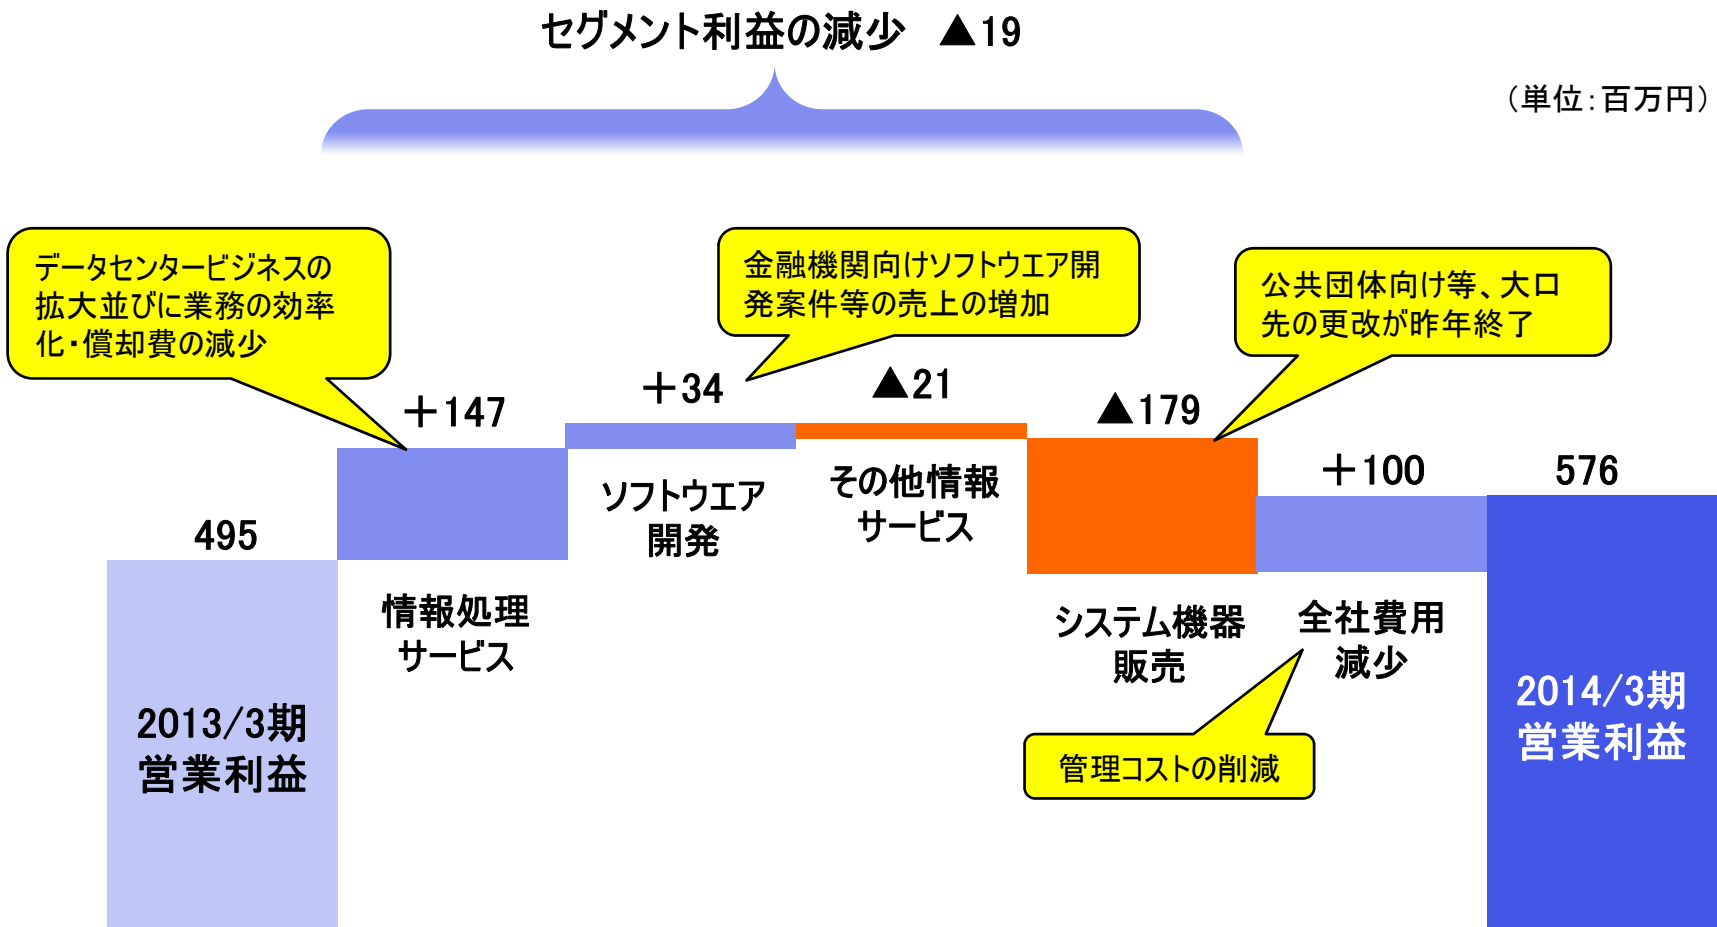 セグメント利益の減少 ▲19
（単位：百万円）
データセンタービジネスの
拡大並びに業務の効率
化・償却費の減少
金融機関向けソフトウエア開
発案件等の売上の増加
公共団体向け等、大口
先の更改が昨年終了
＋147
＋34
▲21
▲179
＋100
576
495
情報処理
サービス
ソフトウエア
開発
その他情報
サービス
システム機器
販売
全社費用
減少
管理コストの削減
2013/3期
営業利益
2014/3期
営業利益